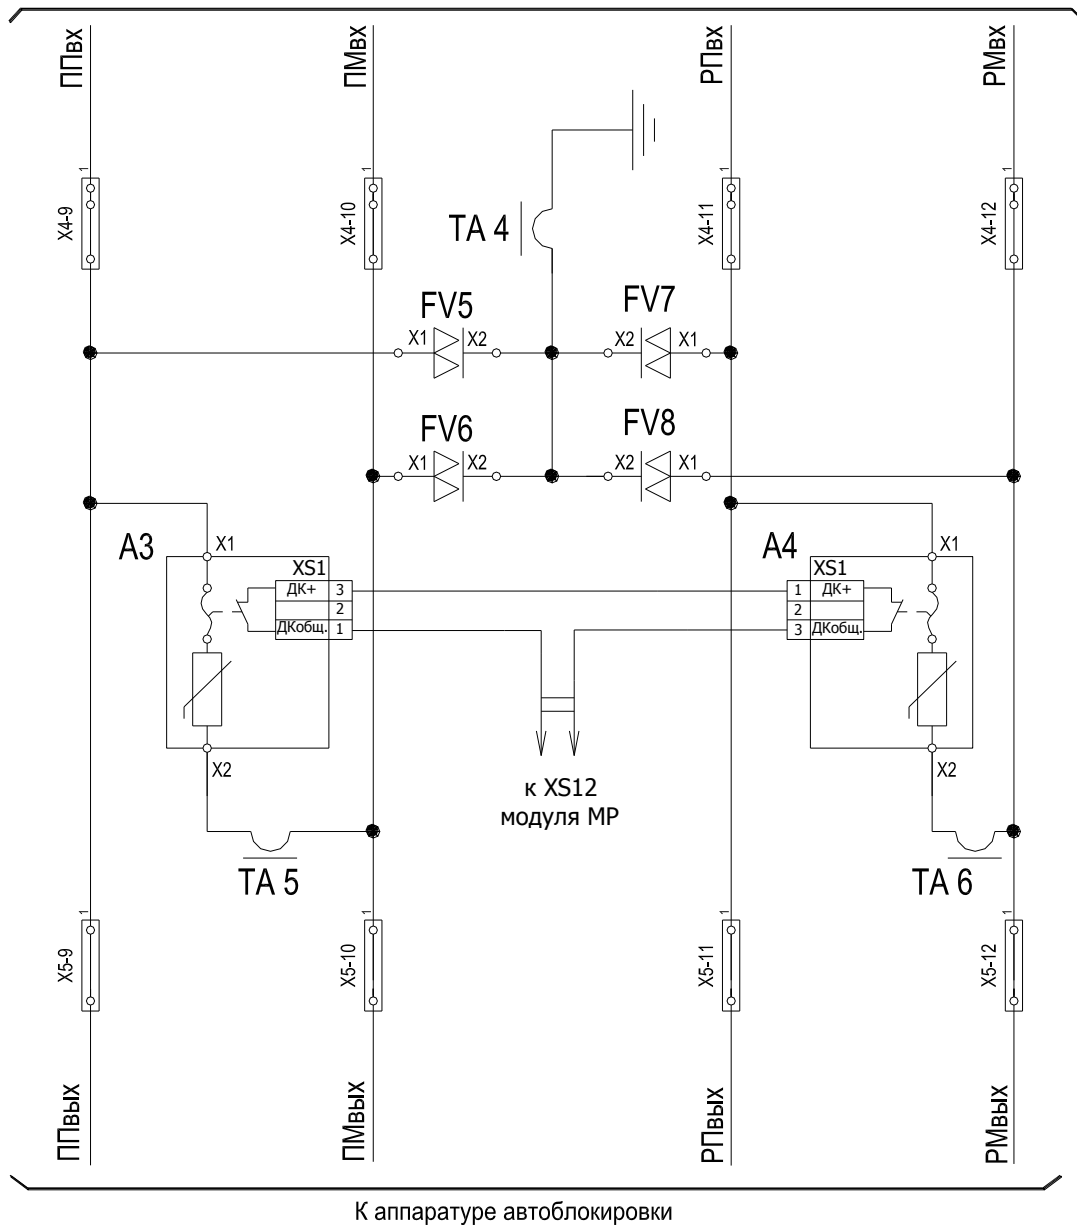 ППвх
ПМвх
РПвх
РМвх
1
1
1
1
X4-9
X4-10
X4-11
X4-12
TA 4
FV5
FV7
X1
X2
X2
X1
FV6
FV8
X1
X2
X2
X1
A3
X1
A4
X1
XS1
XS1
ДК+
3
1
ДК+
2
2
ДКобщ.
1
3
ДКобщ.
X2
X2
к XS12
модуля МР
TA 5
TA 6
1
1
1
1
X5-9
X5-10
X5-11
X5-12
ППвых
ПМвых
РПвых
РМвых
К аппаратуре автоблокировки